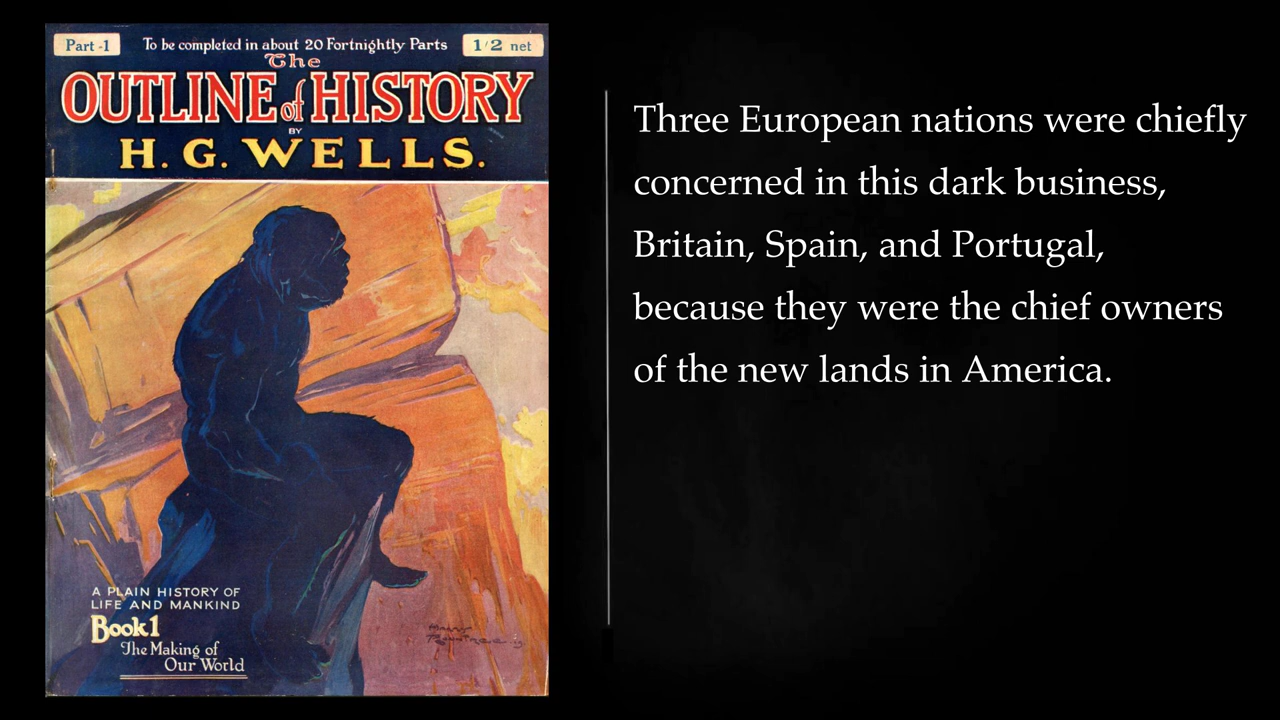 Part -1
To be completed in about 20 Fortnightly Parts
1/2 net
The
OUTLINE of HISTORY
BY
H. G. WELLS.
A PLAIN HISTORY OF
LIFE AND MANKIND
Book 1
The Making of
Our World
Three European nations were chiefly
concerned in this dark business,
Britain, Spain, and Portugal,
because they were the chief owners
of the new lands in America.